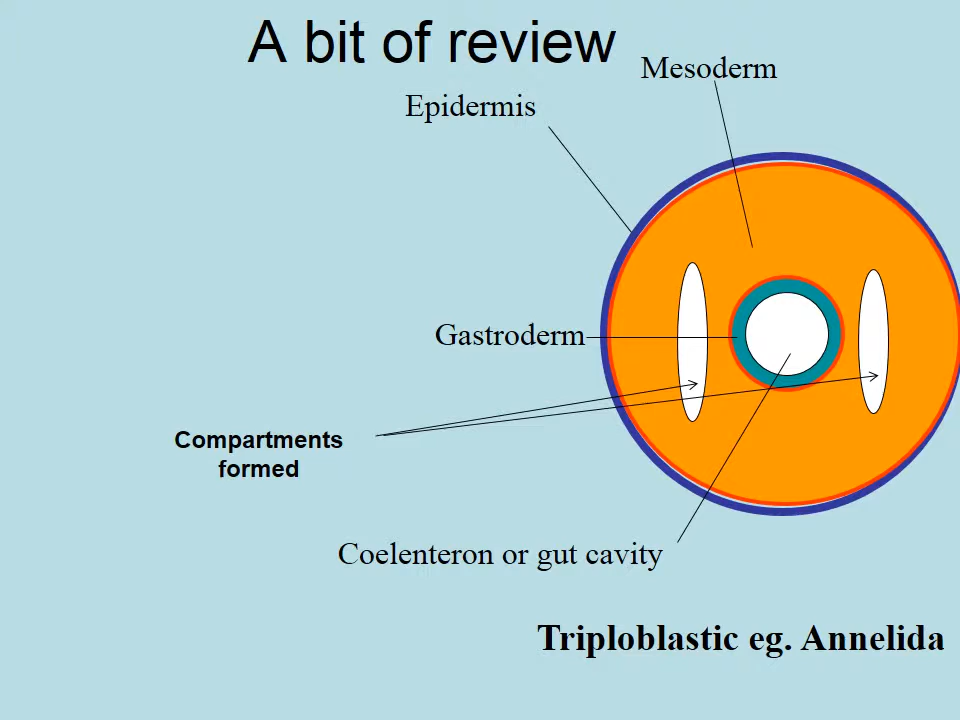 A bit of review
Mesoderm
Epidermis
Gastroderm
Compartments
formed
Coelenteron or gut cavity
Triploblastic eg. Annelida